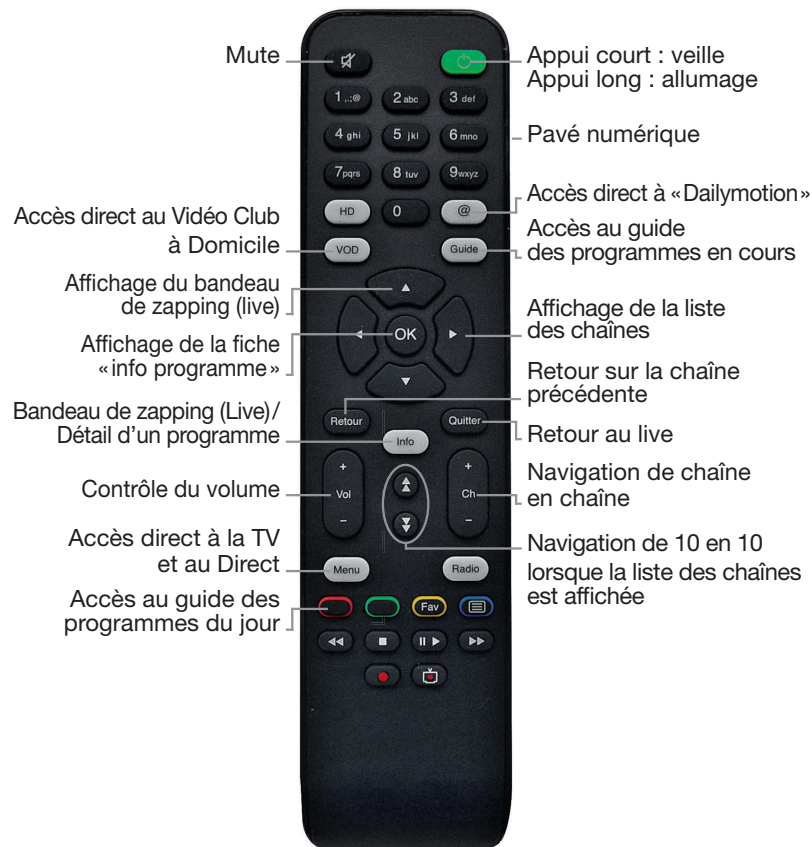 Mute
Appui court : veille
Appui long : allumage
1 .,;@
2 abc
3 def
4 ghi
5 jkl
6 mno
Pavé numérique
7 pqrs
8 tuv
9 wxyz
HD
0
@
Accès direct à «Dailymotion»
Accès direct au Vidéo Club
à Domicile
VOD
Guide
Accès au guide
des programmes en cours
Affichage du bandeau
de zapping (live)
Affichage de la liste
des chaînes
OK
Affichage de la fiche
«info programme»
Retour sur la chaîne
précédente
Bandeau de zapping (Live)/
Détail d'un programme
Retour
Info
Quitter
Retour au live
Contrôle du volume
+
Vol
–
+
Ch
–
Navigation de chaîne
en chaîne
Accès direct à la TV
et au Direct
Menu
Radio
Navigation de 10 en 10
lorsque la liste des chaînes
est affichée
Accès au guide des
programmes du jour
Fav